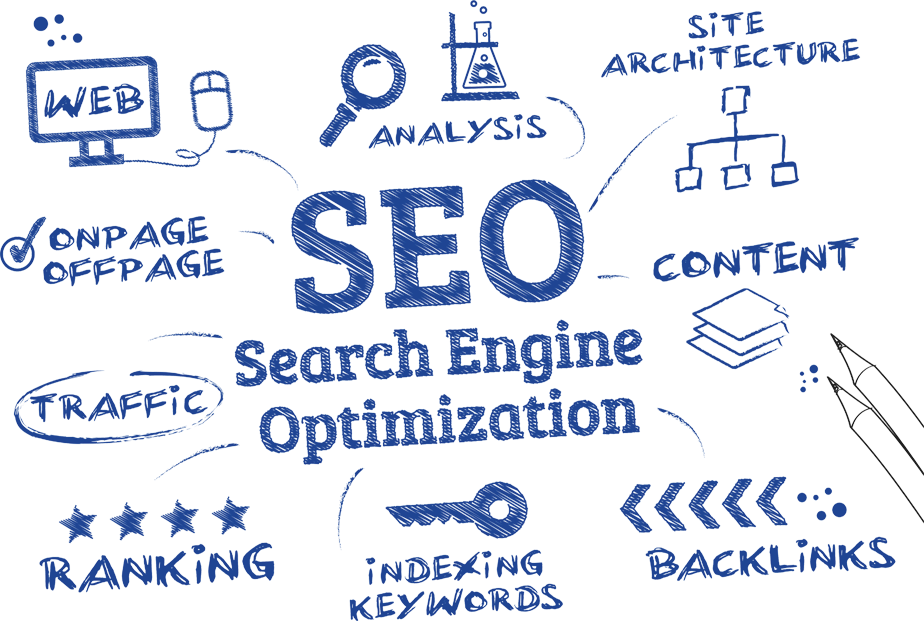 WEB
ANALYSIS
SITE
ARCHITECTURE
ONPAGE
OFFPAGE
SEO
Search Engine
Optimization
CONTENT
TRAFFIC
RANKING
INDEXING
KEYWORDS
BACKLINKS